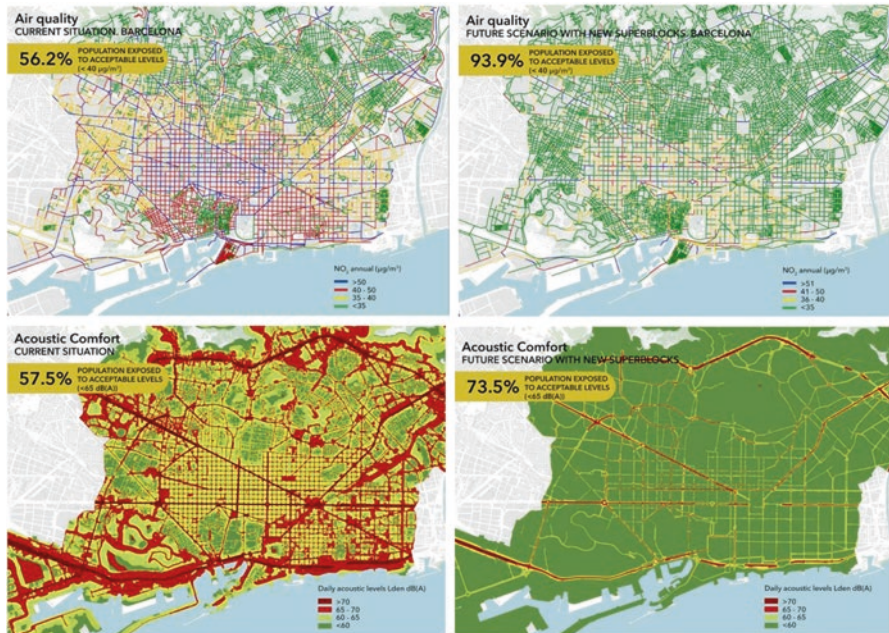 Air quality
CURRENT SITUATION. BARCELONA
56.2%
POPULATION EXPOSED
TO ACCEPTABLE LEVELS
(< 40 µg/m³)
NO₂ annual (µg/m³)
>50
40 - 50
35 - 40
<35
Air quality
FUTURE SCENARIO WITH NEW SUPERBLOCKS. BARCELONA
93.9%
POPULATION EXPOSED
TO ACCEPTABLE LEVELS
(< 40 µg/m³)
NO₂ annual (µg/m³)
>51
41 - 50
36 - 40
<35
Acoustic Comfort
CURRENT SITUATION
57.5%
POPULATION EXPOSED
TO ACCEPTABLE LEVELS
(<65 dB(A))
Daily acoustic levels Lden dB(A)
>70
65 - 70
60 - 65
<60
Acoustic Comfort
FUTURE SCENARIO WITH NEW SUPERBLOCKS
73.5%
POPULATION EXPOSED
TO ACCEPTABLE LEVELS
(<65 dB(A))
Daily acoustic levels Lden dB(A)
>70
65 - 70
60 - 65
<60